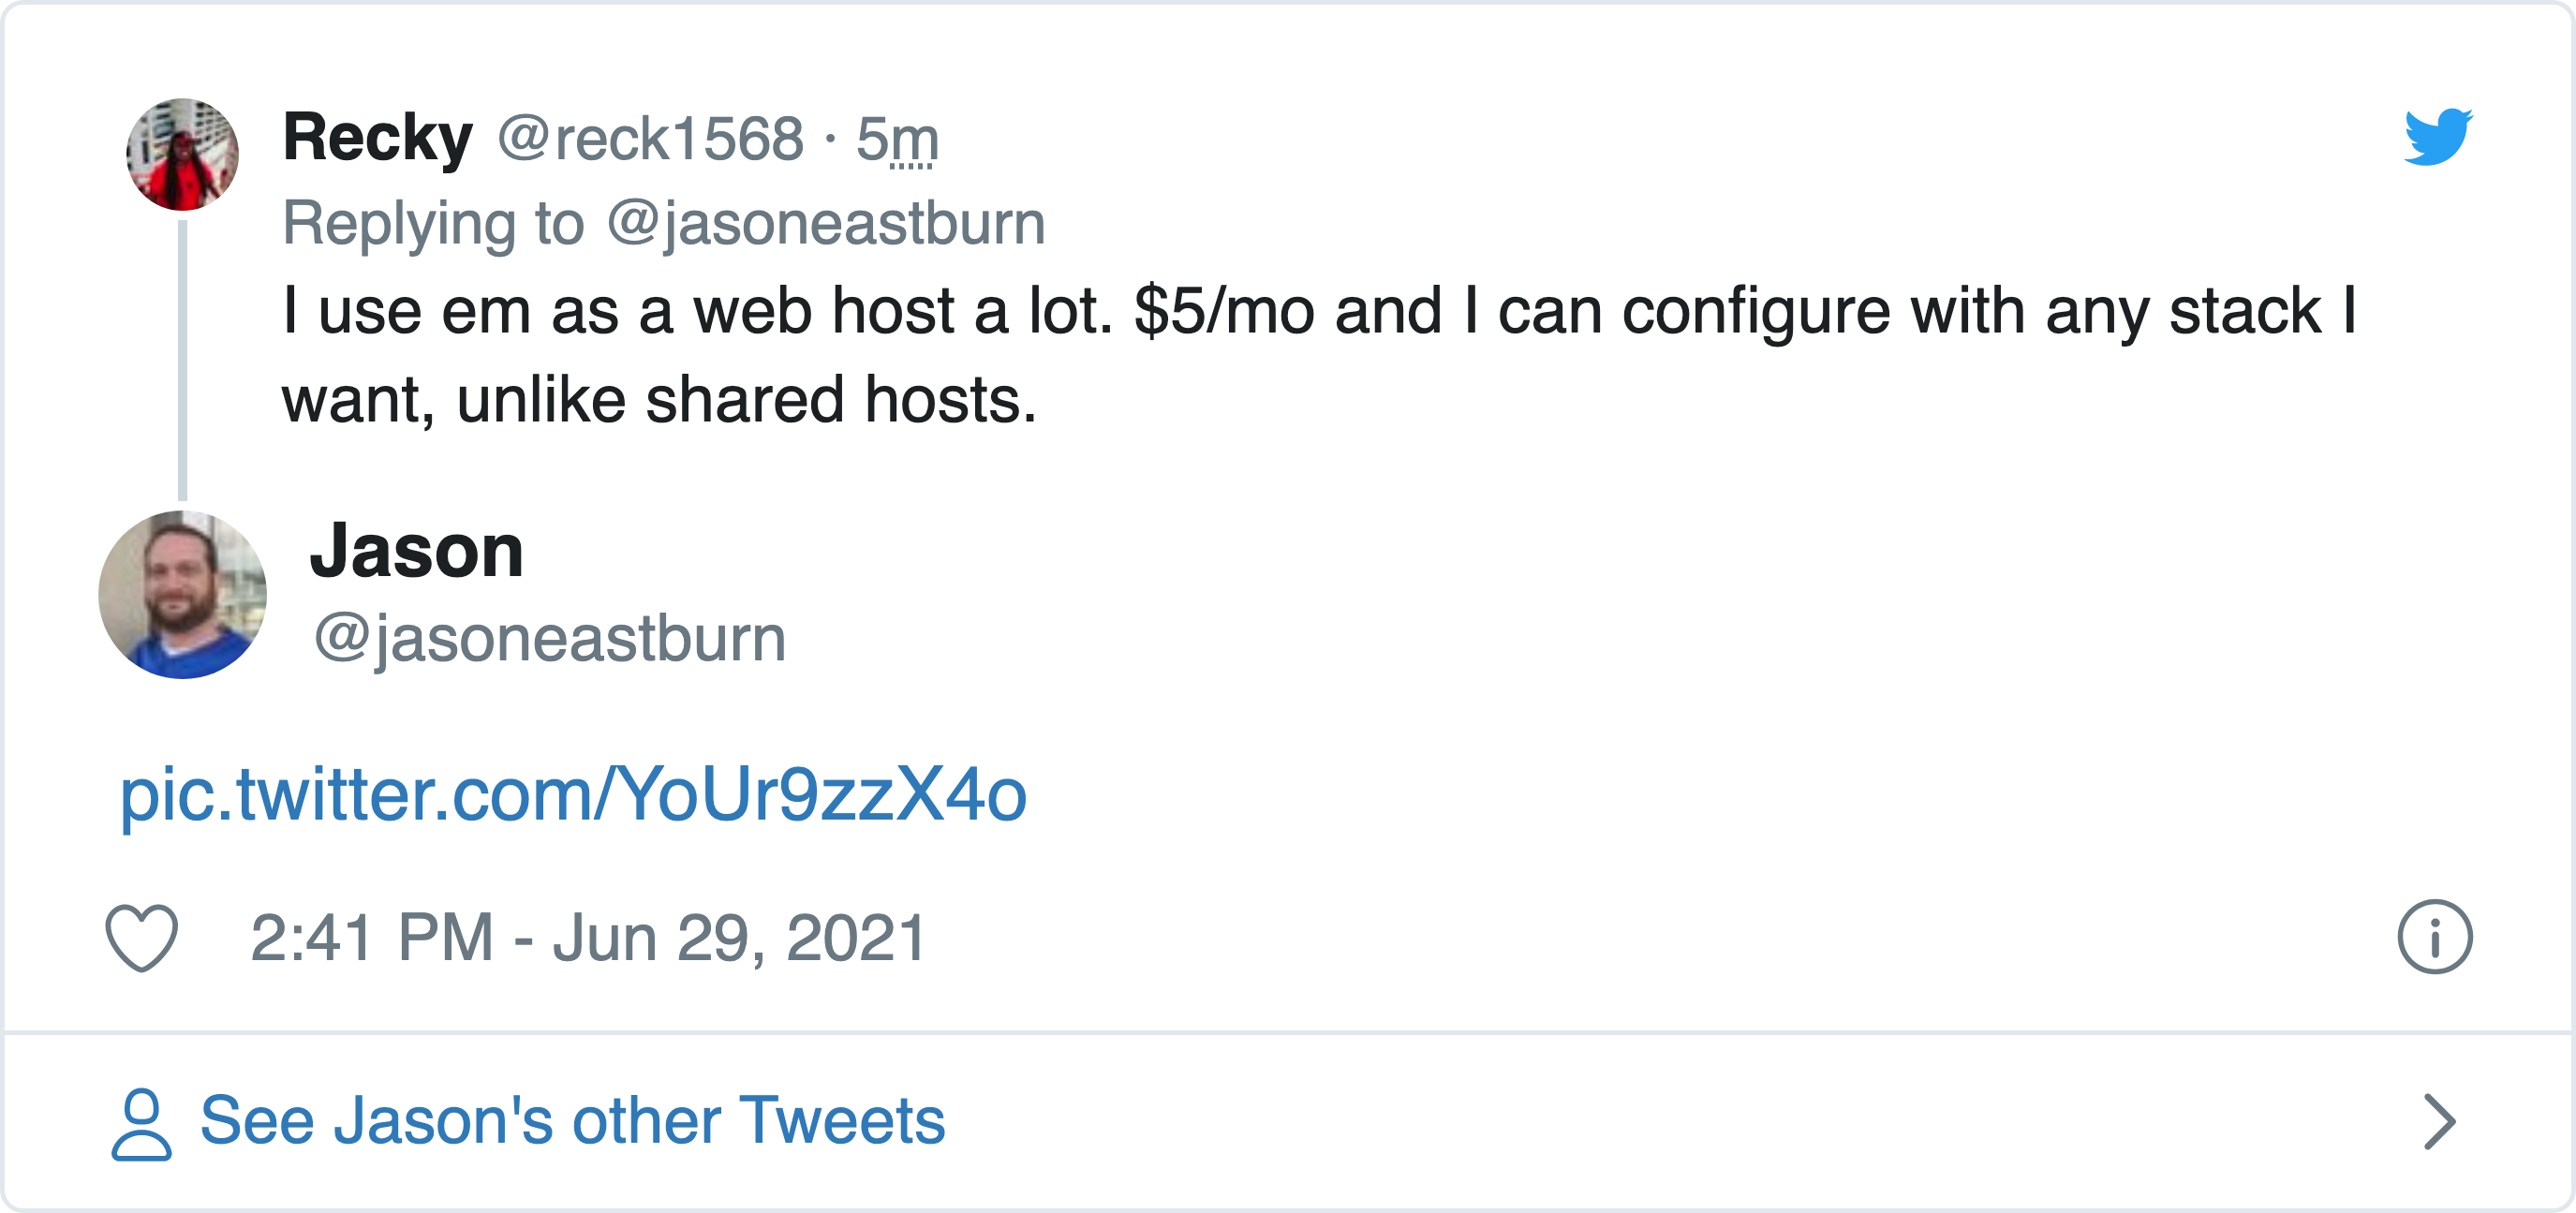 Recky @reck1568 · 5m
Replying to @jasoneastburn
I use em as a web host a lot. $5/mo and I can configure with any stack I
want, unlike shared hosts.
Jason
@jasoneastburn
pic.twitter.com/YoUr9zzX4o
2:41 PM - Jun 29, 2021
See Jason's other Tweets